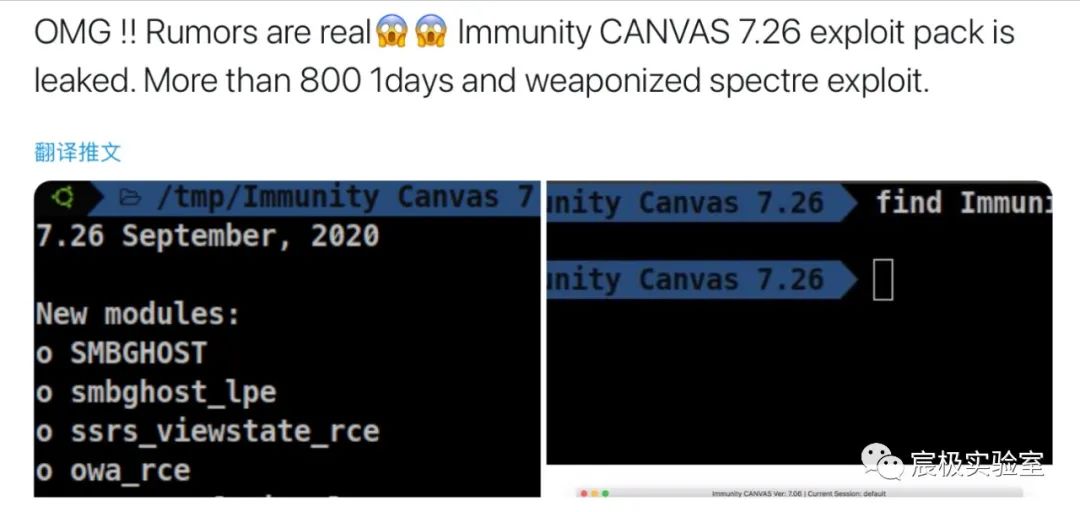 OMG !! Rumors are real😱😱 Immunity CANVAS 7.26 exploit pack is
leaked. More than 800 1days and weaponized spectre exploit.
翻译推文
/tmp/Immunity Canvas 7
7.26 September, 2020
New modules:
o SMBGHOST
o smbghost_lpe
o ssrs_viewstate_rce
o owa_rce
unity Canvas 7.26 find Immuni
unity Canvas 7.26
宸极实验室
Immunity CANVAS Ver: 7.06 | Current Session: default